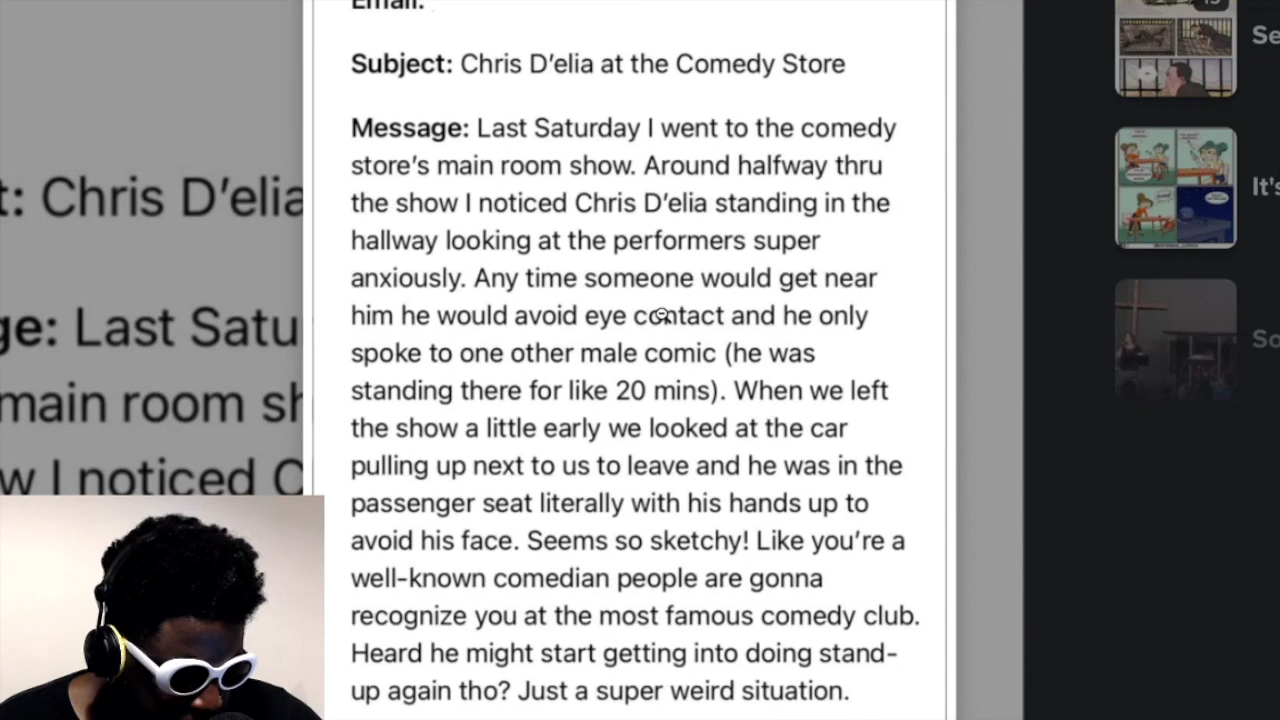 Email:
Subject: Chris D'elia at the Comedy Store
Message: Last Saturday I went to the comedy
store's main room show. Around halfway thru
the show I noticed Chris D'elia standing in the
hallway looking at the performers super
anxiously. Any time someone would get near
him he would avoid eye contact and he only
spoke to one other male comic (he was
standing there for like 20 mins). When we left
the show a little early we looked at the car
pulling up next to us to leave and he was in the
passenger seat literally with his hands up to
avoid his face. Seems so sketchy! Like you're a
well-known comedian people are gonna
recognize you at the most famous comedy club.
Heard he might start getting into doing stand-
up again tho? Just a super weird situation.
t: Chris D'elia
ge: Last Satu
main room sh
w I noticed C
Se
It's
So